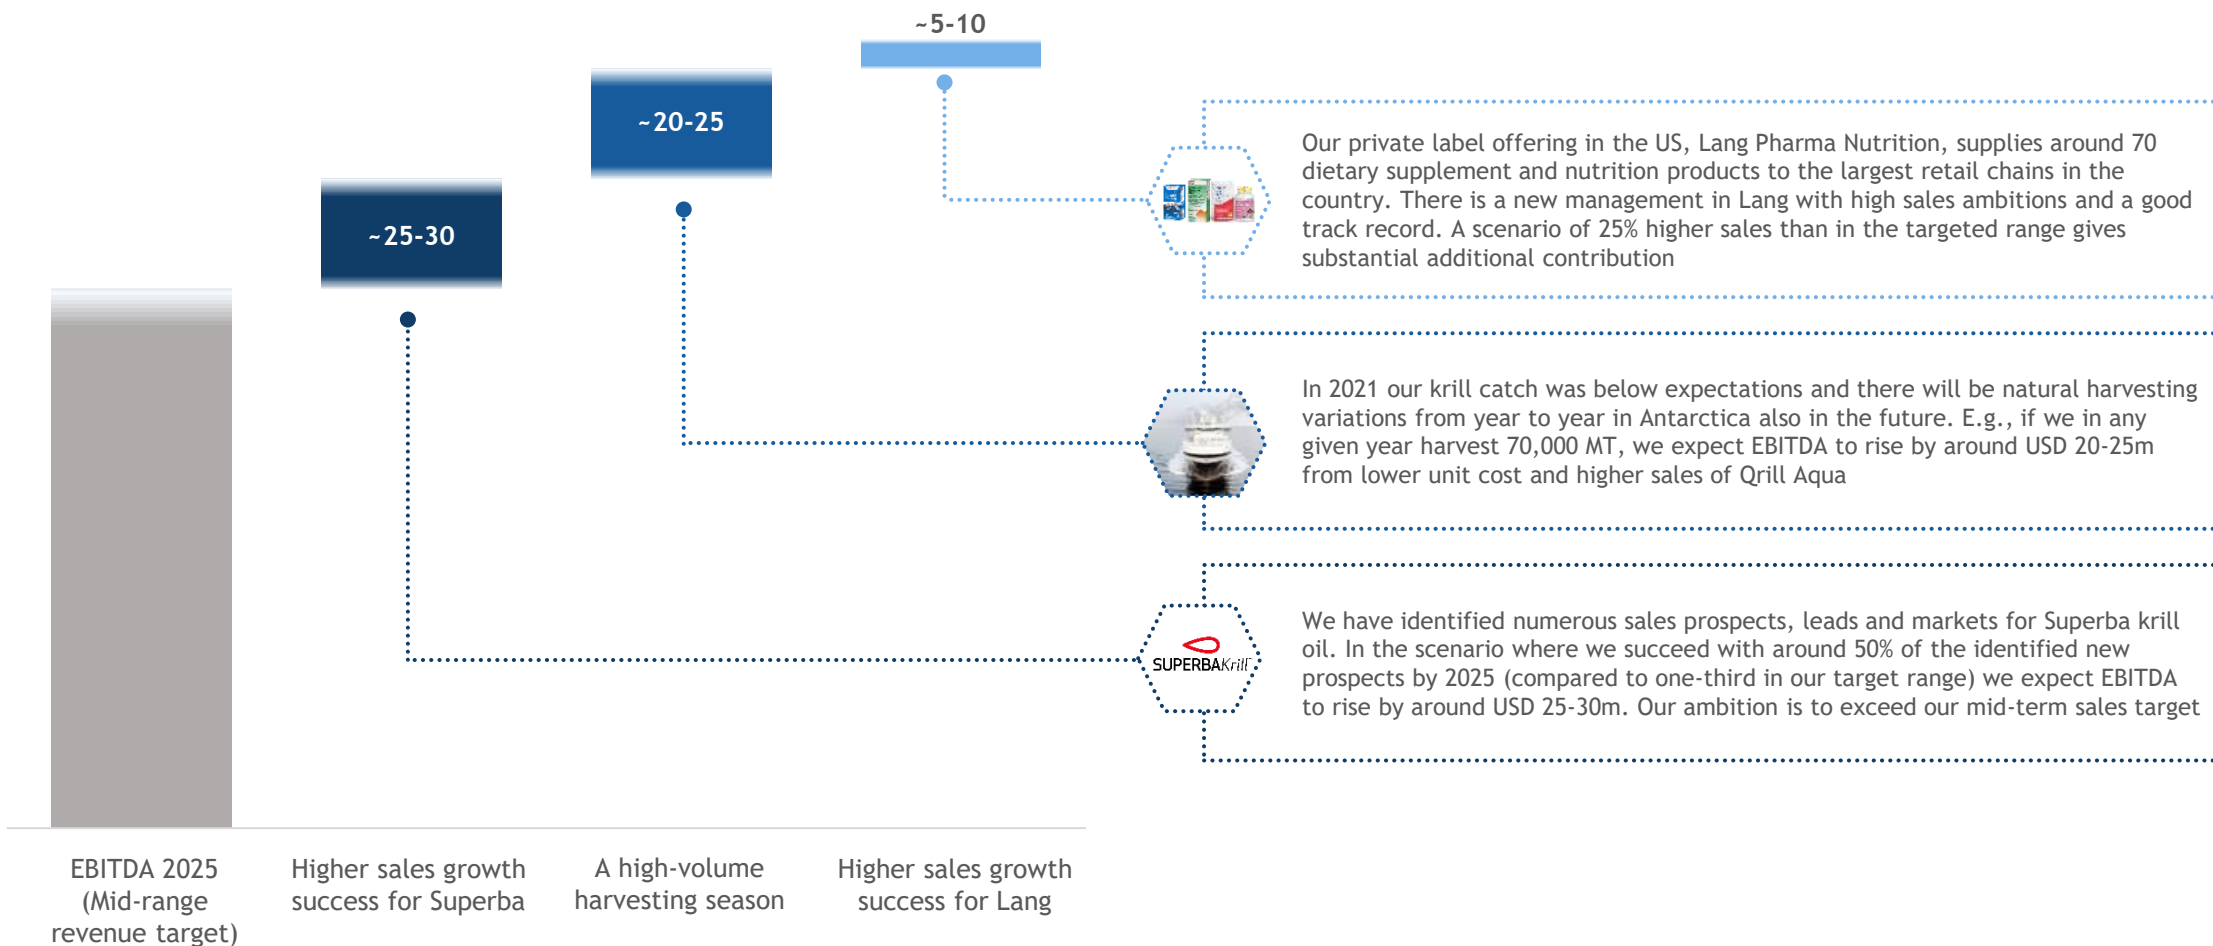 ~5-10
~20-25
~25-30
Our private label offering in the US, Lang Pharma Nutrition, supplies around 70
dietary supplement and nutrition products to the largest retail chains in the
country. There is a new management in Lang with high sales ambitions and a good
track record. A scenario of 25% higher sales than in the targeted range gives
substantial additional contribution
In 2021 our krill catch was below expectations and there will be natural harvesting
variations from year to year in Antarctica also in the future. E.g., if we in any
given year harvest 70,000 MT, we expect EBITDA to rise by around USD 20-25m
from lower unit cost and higher sales of Qrill Aqua
SUPERBAKrill
We have identified numerous sales prospects, leads and markets for Superba krill
oil. In the scenario where we succeed with around 50% of the identified new
prospects by 2025 (compared to one-third in our target range) we expect EBITDA
to rise by around USD 25-30m. Our ambition is to exceed our mid-term sales target
EBITDA 2025
(Mid-range
revenue target)
Higher sales growth
success for Superba
A high-volume
harvesting season
Higher sales growth
success for Lang